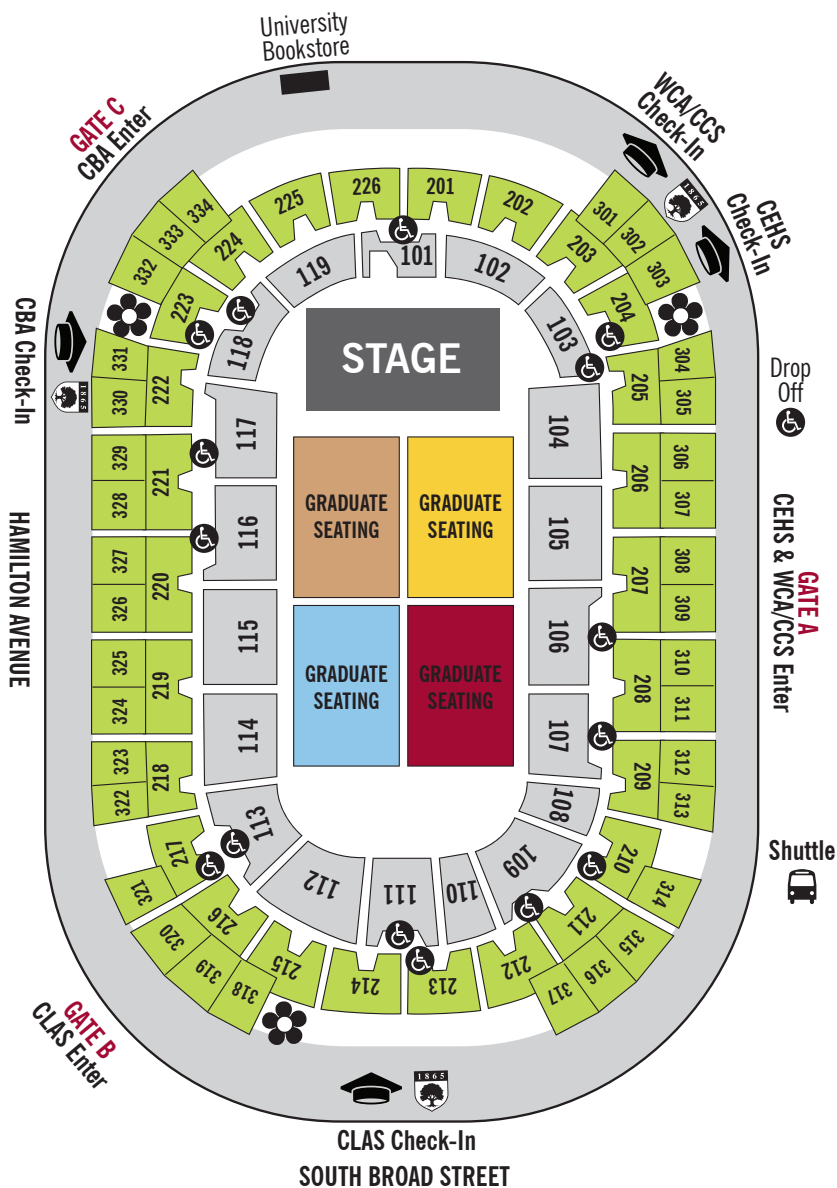 University
Bookstore
GATE C
CBA Enter
WCA/CCS
Check-In
1865
CEHS
Check-In
225
226
201
202
334
333
332
224
223
301
302
303
203
204
119
101
102
118
103
CBA Check-In
1865
STAGE
331
330
222
304
305
205
Drop
Off
117
104
329
328
221
206
306
307
GRADUATE
SEATING
GRADUATE
SEATING
116
105
HAMILTON AVENUE
GATE A
CEHS & WCA/CCS Enter
327
326
220
207
308
309
115
106
GRADUATE
SEATING
GRADUATE
SEATING
325
324
219
208
310
311
114
107
323
322
218
209
312
313
113
108
112
111
110
109
Shuttle
321
217
210
314
320
319
318
216
215
214
213
212
211
315
316
317
GATE B
CLAS Enter
1865
CLAS Check-In
SOUTH BROAD STREET